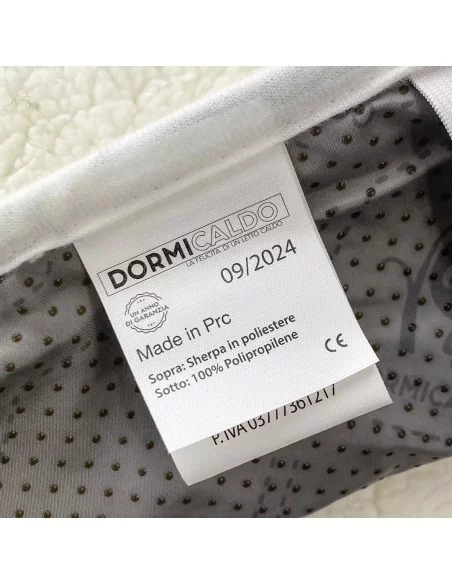 DORMICALDO
LA FELICITÀ DI UN LETTO CALDO
09/2024
UN ANNO
DI GARANZIA
Made in Prc
Sopra: Sherpa in poliestere
Sotto: 100% Polipropilene
CE
P.IVA 03777361217
DORMICALDO